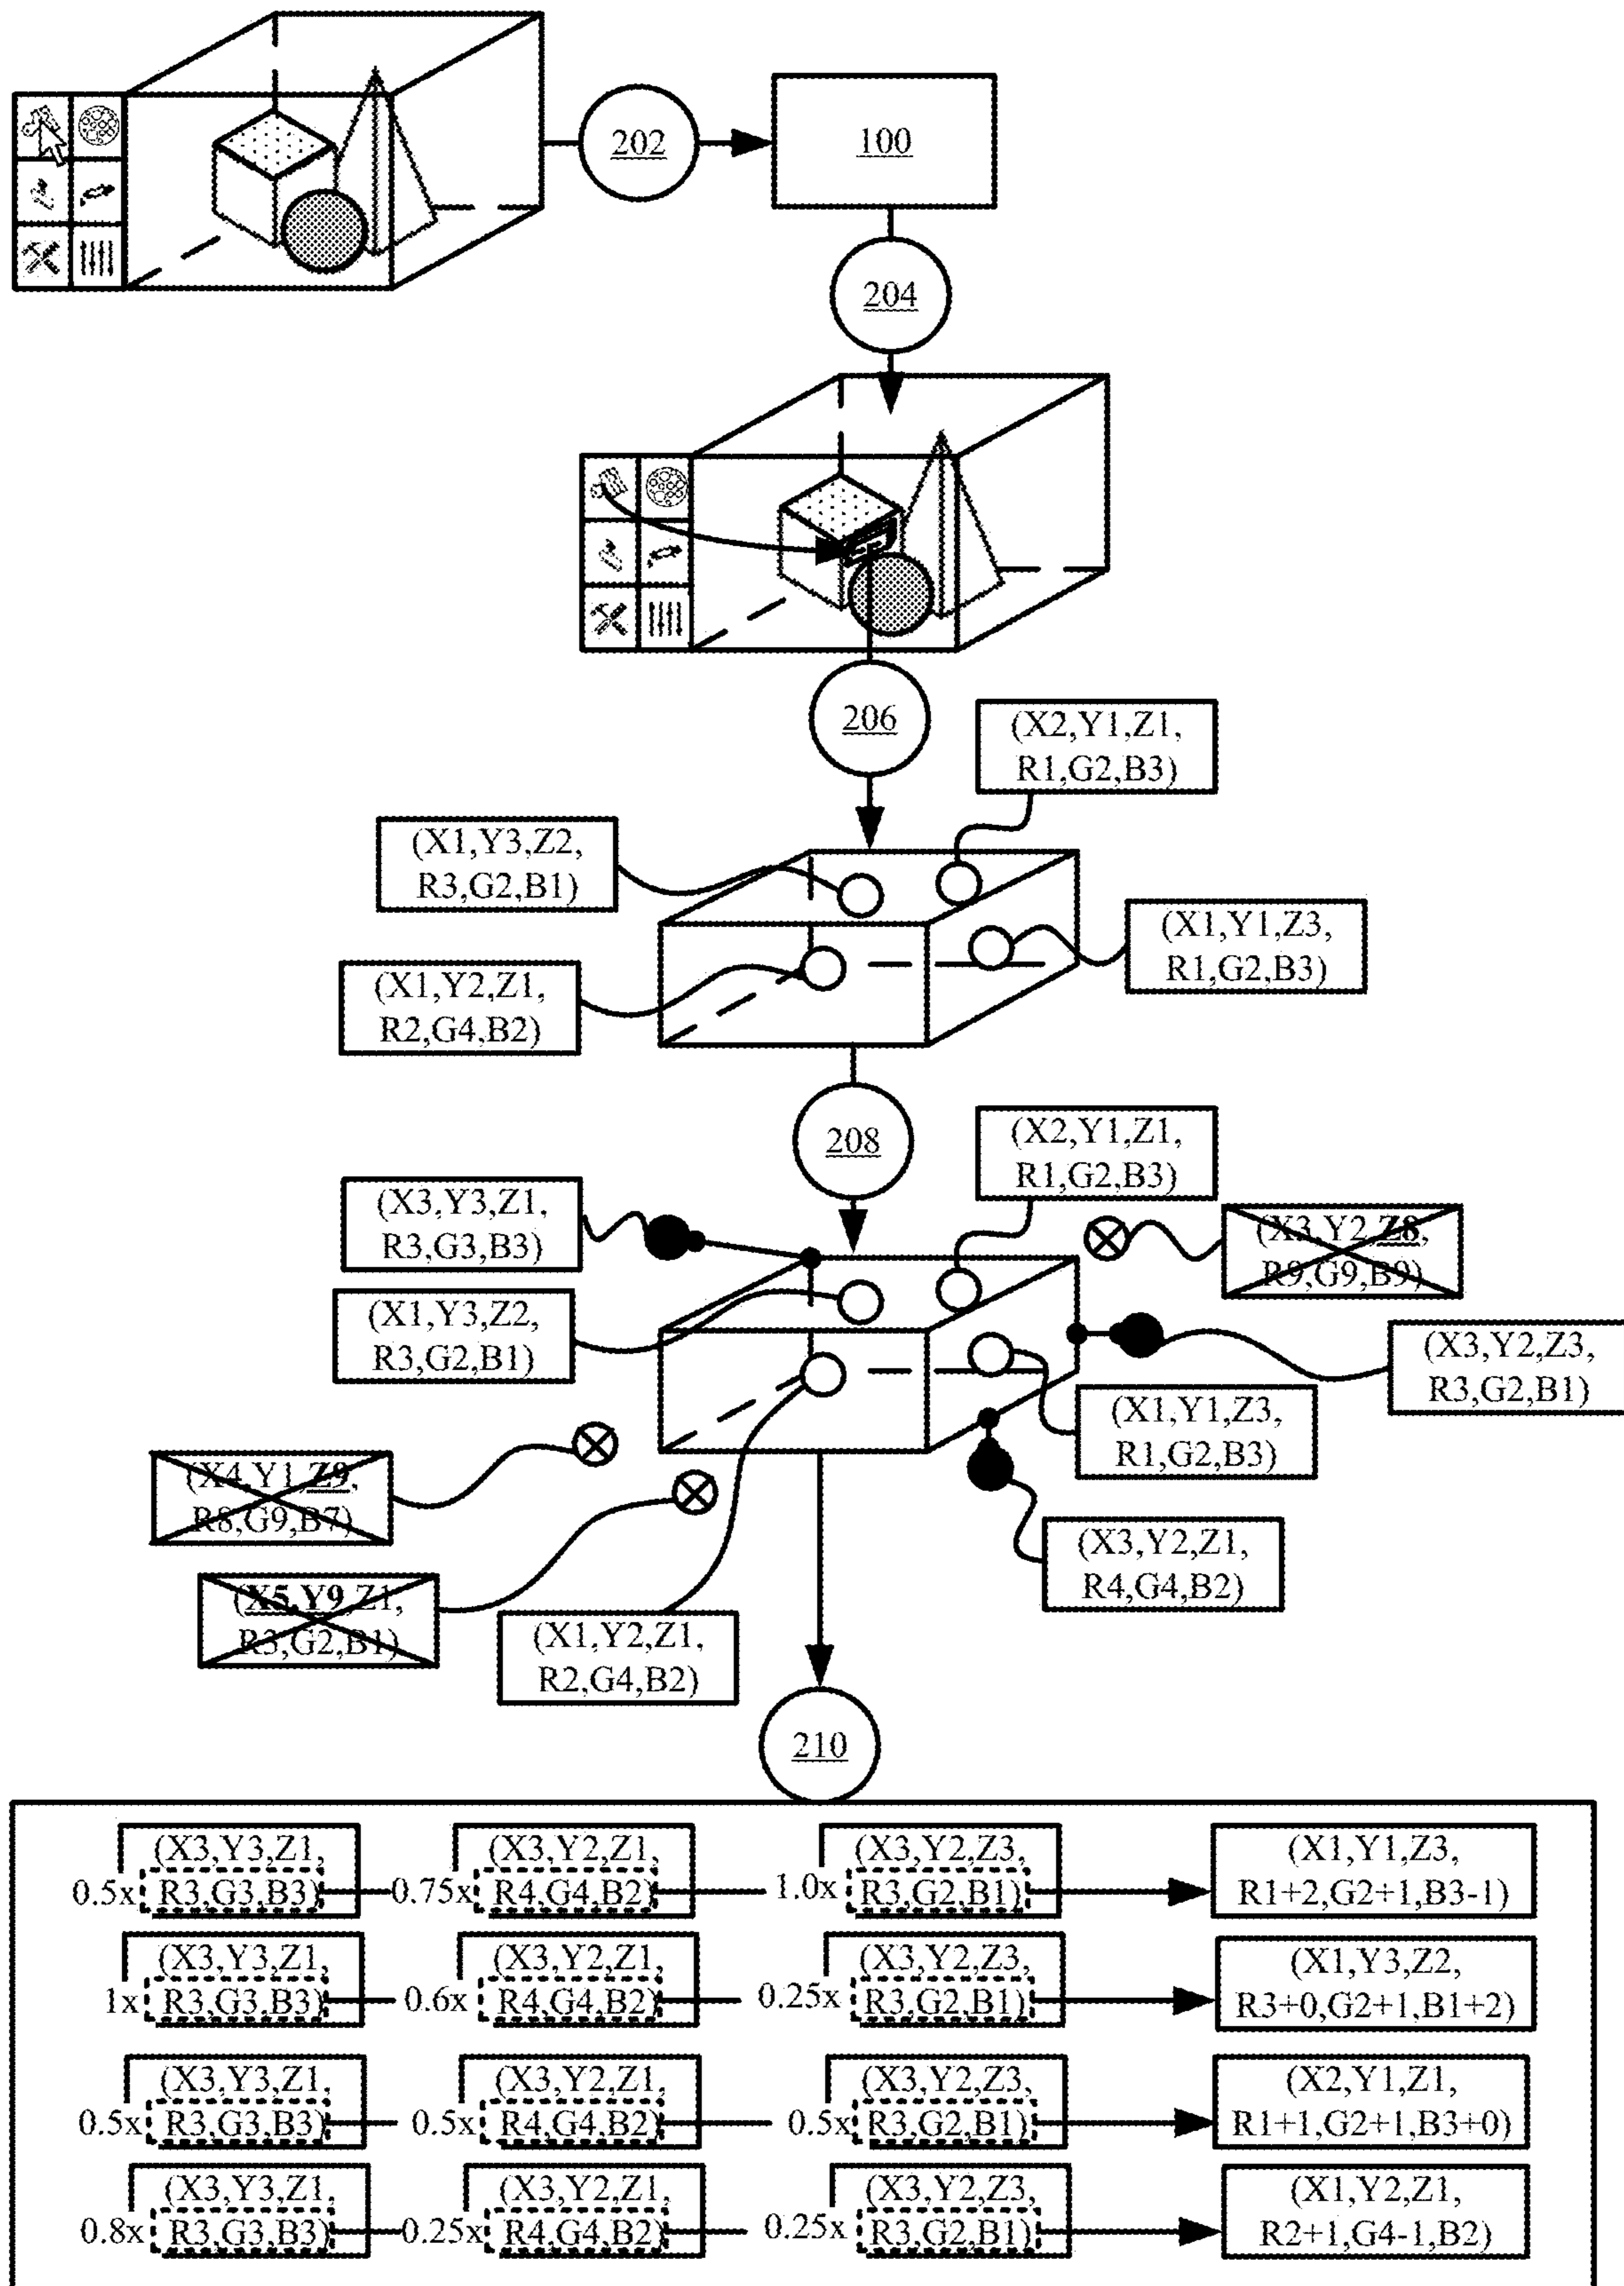 202
100
204
206
(X2,Y1,Z1,
R1,G2,B3)
(X1,Y3,Z2,
R3,G2,B1)
(X1,Y1,Z3,
R1,G2,B3)
(X1,Y2,Z1,
R2,G4,B2)
208
(X2,Y1,Z1,
R1,G2,B3)
(X3,Y3,Z1,
R3,G3,B3)
(X3,Y2,Z8,
R9,G9,B9)
(X1,Y3,Z2,
R3,G2,B1)
(X3,Y2,Z3,
R3,G2,B1)
(X1,Y1,Z3,
R1,G2,B3)
(X4,Y1,Z9,
R8,G9,B7)
(X3,Y2,Z1,
R4,G4,B2)
(X5,Y9,Z1,
R3,G2,B1)
(X1,Y2,Z1,
R2,G4,B2)
210
(X3,Y3,Z1, (X3,Y2,Z1, (X3,Y2,Z3, (X1,Y1,Z3,
0.5x R3,G3,B3) 0.75x R4,G4,B2) 1.0x R3,G2,B1) R1+2,G2+1,B3-1)
(X3,Y3,Z1, (X3,Y2,Z1, (X3,Y2,Z3, (X1,Y3,Z2,
1x R3,G3,B3) 0.6x R4,G4,B2) 0.25x R3,G2,B1) R3+0,G2+1,B1+2)
(X3,Y3,Z1, (X3,Y2,Z1, (X3,Y2,Z3, (X2,Y1,Z1,
0.5x R3,G3,B3) 0.5x R4,G4,B2) 0.5x R3,G2,B1) R1+1,G2+1,B3+0)
(X3,Y3,Z1, (X3,Y2,Z1, (X3,Y2,Z3, (X1,Y2,Z1,
0.8x R3,G3,B3) 0.25x R4,G4,B2) 0.25x R3,G2,B1) R2+1,G4-1,B2)